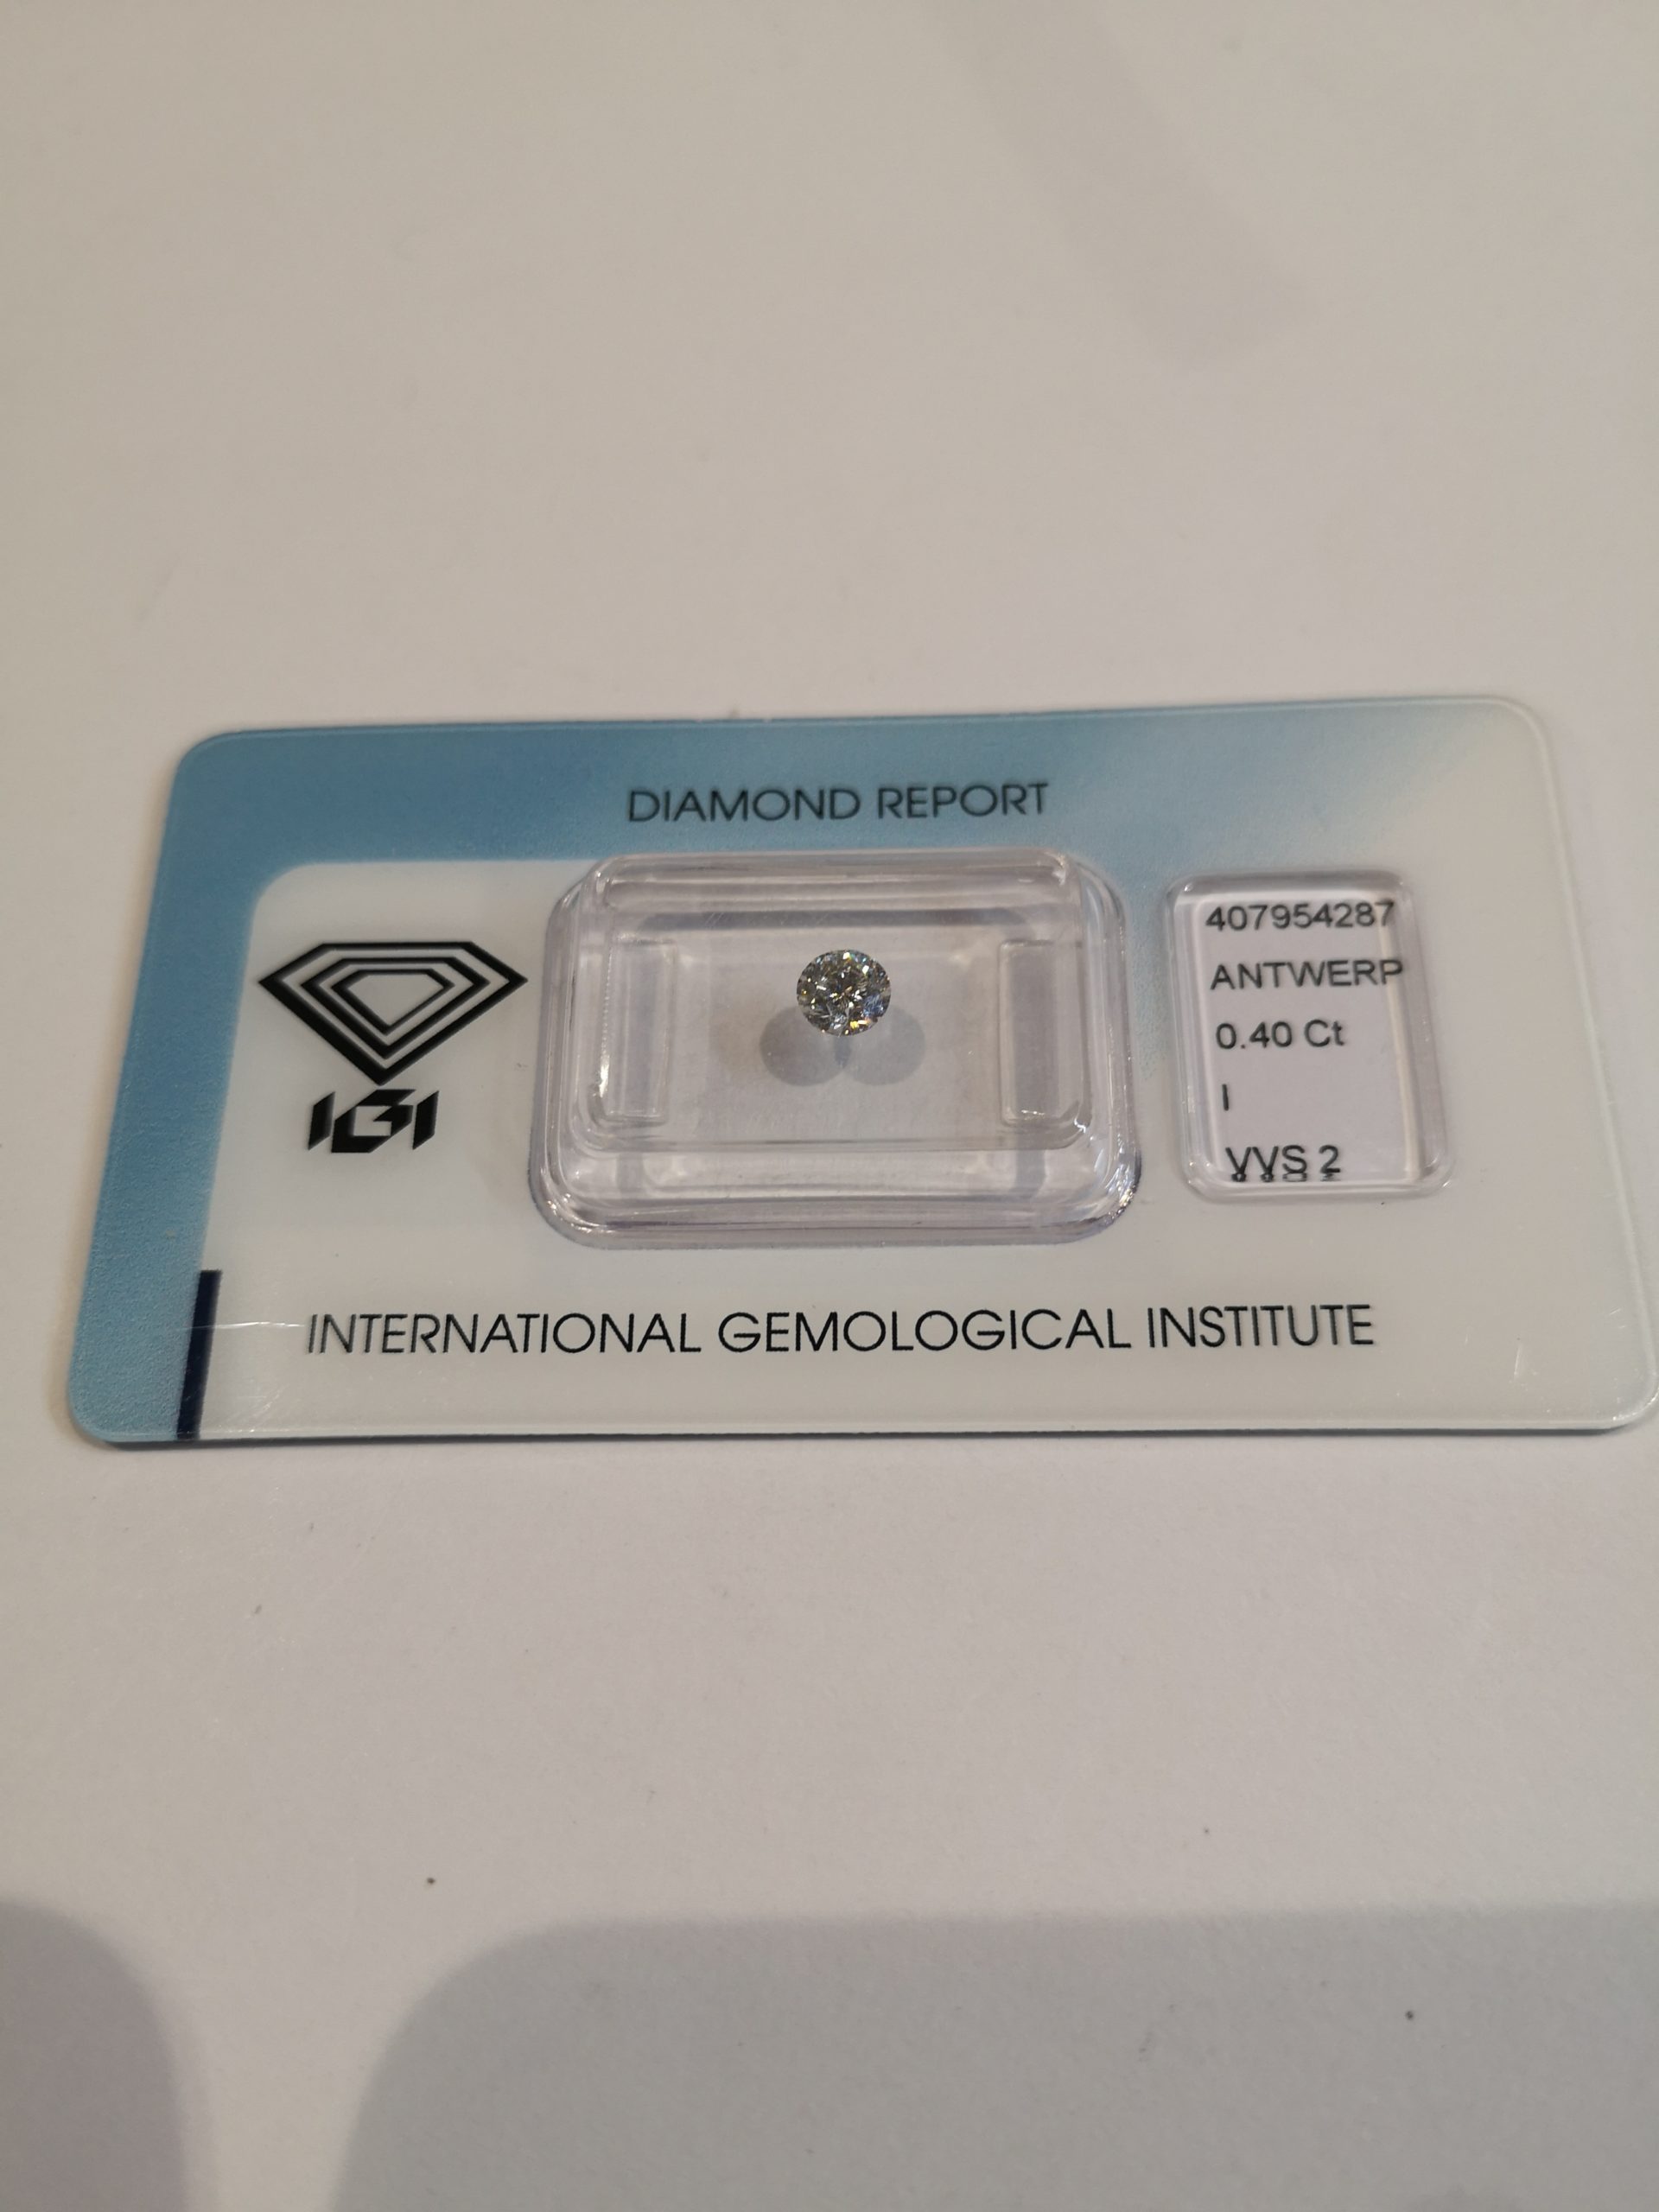 DIAMOND REPORT
IGI
407954287
ANTWERP
0.40 Ct
I
VVS 2
INTERNATIONAL GEMOLOGICAL INSTITUTE